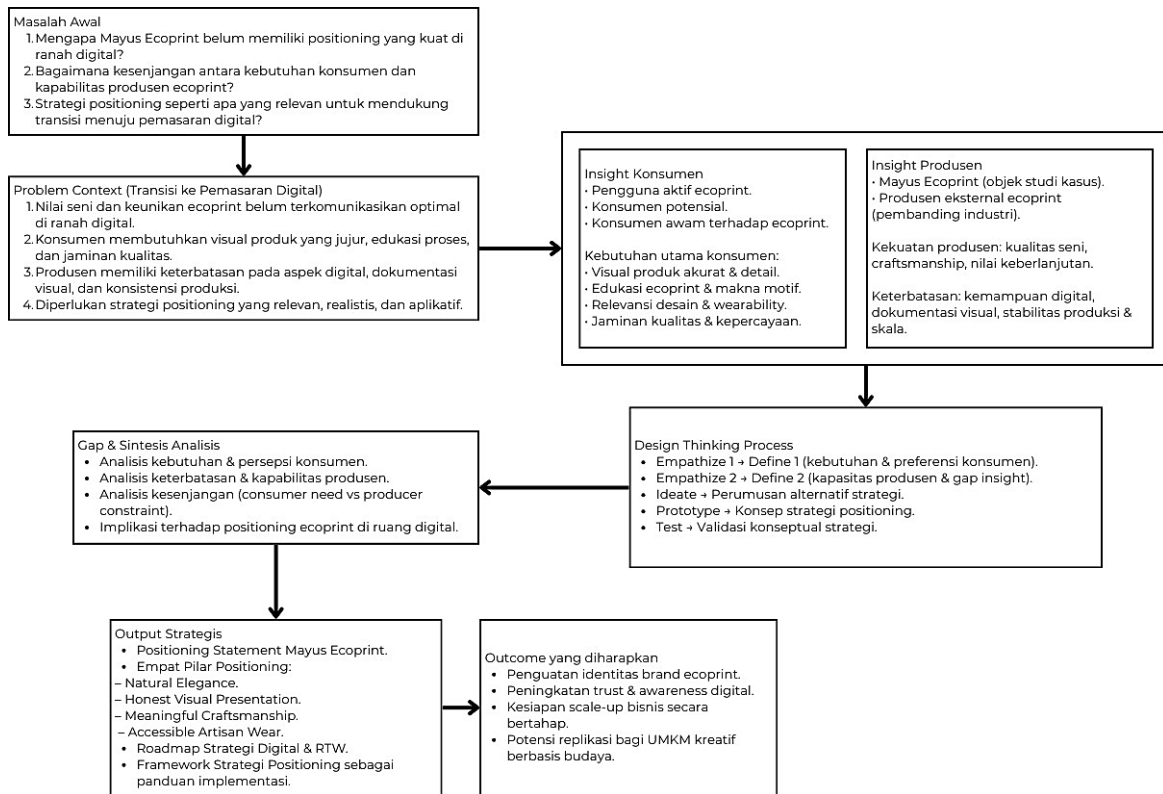 Masalah Awal
1. Mengapa Mayus Ecoprint belum memiliki positioning yang kuat di
ranah digital?
2. Bagaimana kesenjangan antara kebutuhan konsumen dan
kapabilitas produsen ecoprint?
3. Strategi positioning seperti apa yang relevan untuk mendukung
transisi menuju pemasaran digital?
Problem Context (Transisi ke Pemasaran Digital)
1. Nilai seni dan keunikan ecoprint belum terkomunikasikan optimal
di ranah digital.
2. Konsumen membutuhkan visual produk yang jujur, edukasi proses,
dan jaminan kualitas.
3. Produsen memiliki keterbatasan pada aspek digital, dokumentasi
visual, dan konsistensi produksi.
4. Diperlukan strategi positioning yang relevan, realistis, dan aplikatif.
Insight Konsumen
· Pengguna aktif ecoprint.
· Konsumen potensial.
· Konsumen awam terhadap ecoprint.
Kebutuhan utama konsumen:
· Visual produk akurat & detail.
· Edukasi ecoprint & makna motif.
· Relevansi desain & wearability.
· Jaminan kualitas & kepercayaan.
Insight Produsen
· Mayus Ecoprint (objek studi kasus).
· Produsen eksternal ecoprint
(pembanding industri).
Kekuatan produsen: kualitas seni,
craftsmanship, nilai keberlanjutan.
Keterbatasan: kemampuan digital,
dokumentasi visual, stabilitas produksi &
skala.
Design Thinking Process
• Empathize 1 → Define 1 (kebutuhan & preferensi konsumen).
• Empathize 2 → Define 2 (kapasitas produsen & gap insight).
• Ideate → Perumusan alternatif strategi.
• Prototype → Konsep strategi positioning.
• Test → Validasi konseptual strategi.
Gap & Sintesis Analisis
• Analisis kebutuhan & persepsi konsumen.
• Analisis keterbatasan & kapabilitas produsen.
• Analisis kesenjangan (consumer need vs producer
constraint).
• Implikasi terhadap positioning ecoprint di ruang digital.
Output Strategis
• Positioning Statement Mayus Ecoprint.
• Empat Pilar Positioning:
– Natural Elegance.
– Honest Visual Presentation.
– Meaningful Craftsmanship.
– Accessible Artisan Wear.
• Roadmap Strategi Digital & RTW.
• Framework Strategi Positioning sebagai
panduan implementasi.
Outcome yang diharapkan
• Penguatan identitas brand ecoprint.
• Peningkatan trust & awareness digital.
• Kesiapan scale-up bisnis secara
bertahap.
• Potensi replikasi bagi UMKM kreatif
berbasis budaya.